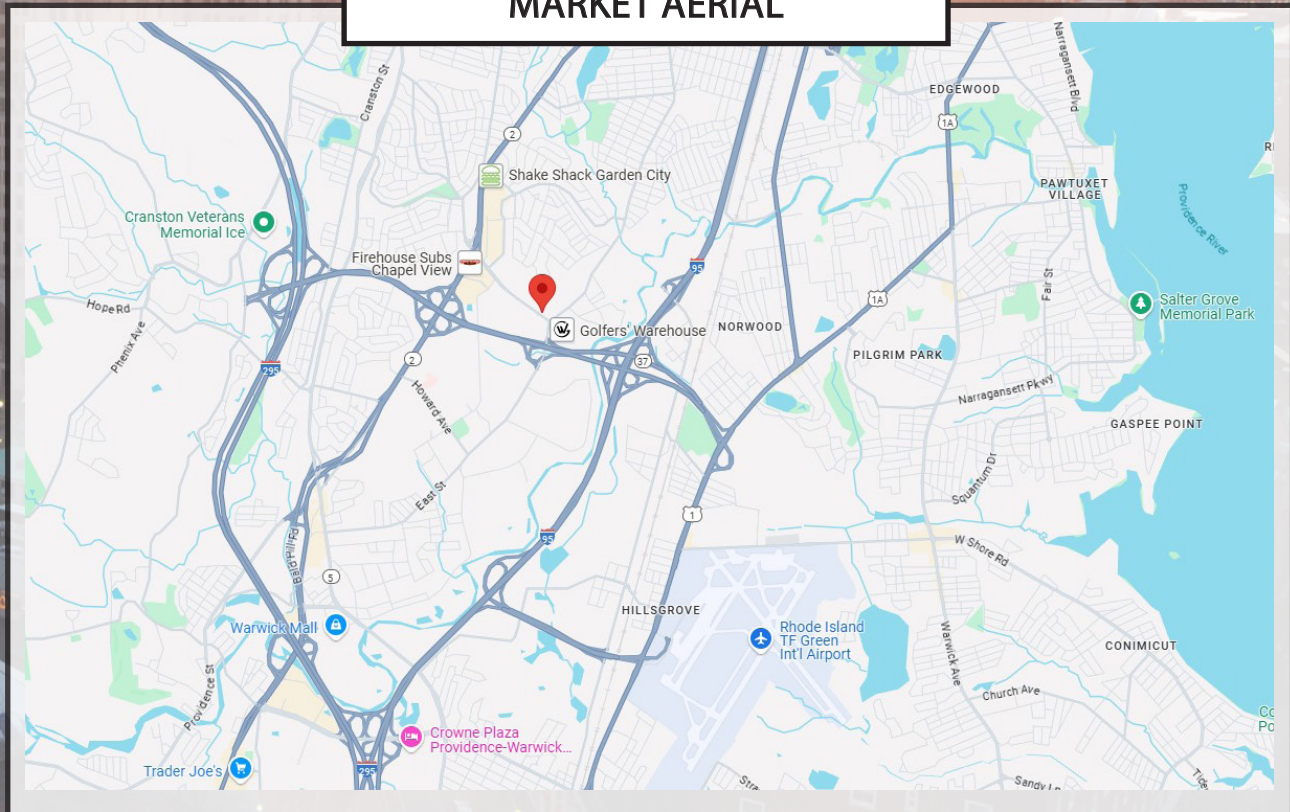 MARKET AERIAL
Cranston St
Narragansett Blvd
EDGEWOOD
1A
2
Shake Shack Garden City
PAWTUXET
VILLAGE
Providence River
Cranston Veterans
Memorial Ice
Firehouse Subs
Chapel View
95
Hope Rd
Phenix Ave
Fair St
1A
Salter Grove
Memorial Park
Golfers' Warehouse
NORWOOD
PILGRIM PARK
37
2
295
Howard Ave
Narragansett Pkwy
GASPEE POINT
East St
Squantum Dr
1
95
Bald Hill Rd
W Shore Rd
5
HILLSGROVE
Warwick Mall
Rhode Island
TF Green
Int'l Airport
Warwick Ave
CONIMICUT
Providence St
Church Ave
Crowne Plaza
Providence-Warwick...
Trader Joe's
295